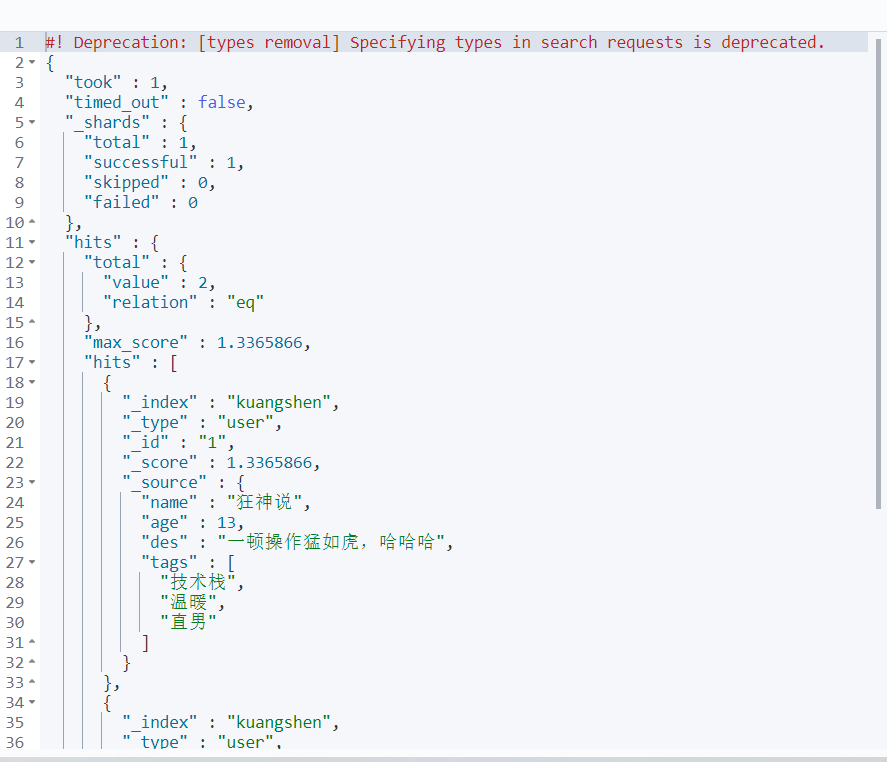 1 #! Deprecation: [types removal] Specifying types in search requests is deprecated.
2 {
3   "took" : 1,
4   "timed_out" : false,
5   "_shards" : {
6     "total" : 1,
7     "successful" : 1,
8     "skipped" : 0,
9     "failed" : 0
10   },
11   "hits" : {
12     "total" : {
13       "value" : 2,
14       "relation" : "eq"
15     },
16     "max_score" : 1.3365866,
17     "hits" : [
18       {
19         "_index" : "kuangshen",
20         "_type" : "user",
21         "_id" : "1",
22         "_score" : 1.3365866,
23         "_source" : {
24           "name" : "狂神说",
25           "age" : 13,
26           "des" : "一顿操作猛如虎，哈哈哈",
27           "tags" : [
28             "技术栈",
29             "温暖",
30             "直男"
31           ]
32         }
33       },
34       {
35         "_index" : "kuangshen",
36         "_type" : "user",